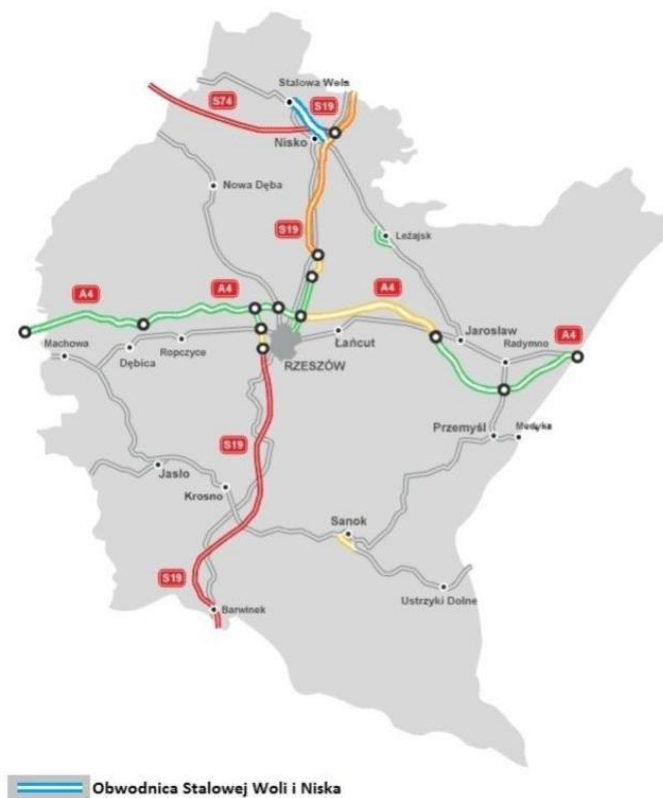 Stalowa Wola
S74
S19
Nisko
Nowa Dęba
S19
Leżajsk
A4
A4
A4
Machowa
Dębica
Ropczyce
Łańcut
Jarosław
Radymno
A4
RZESZÓW
Przemyśl
Medyka
S19
Jasło
Krosno
Sanok
S19
Ustrzyki Dolne
Barwinek
Obwodnica Stalowej Woli i Niska